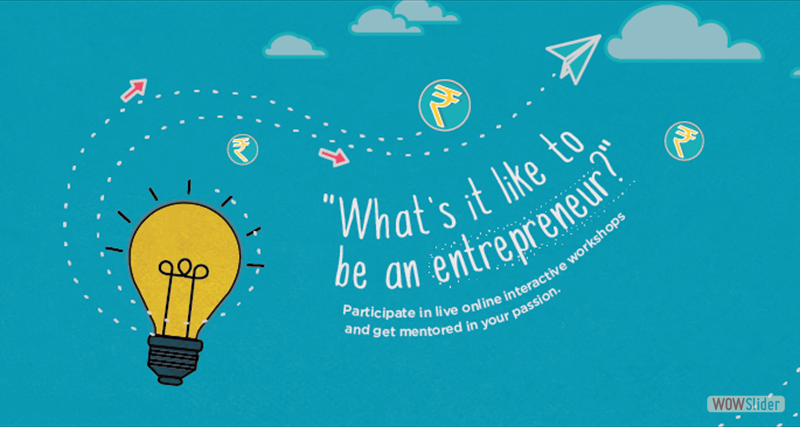 "What's it like to
be an entrepreneur?"
Participate in live online interactive workshops
and get mentored in your passion.
₹
₹
₹
WOWSlider